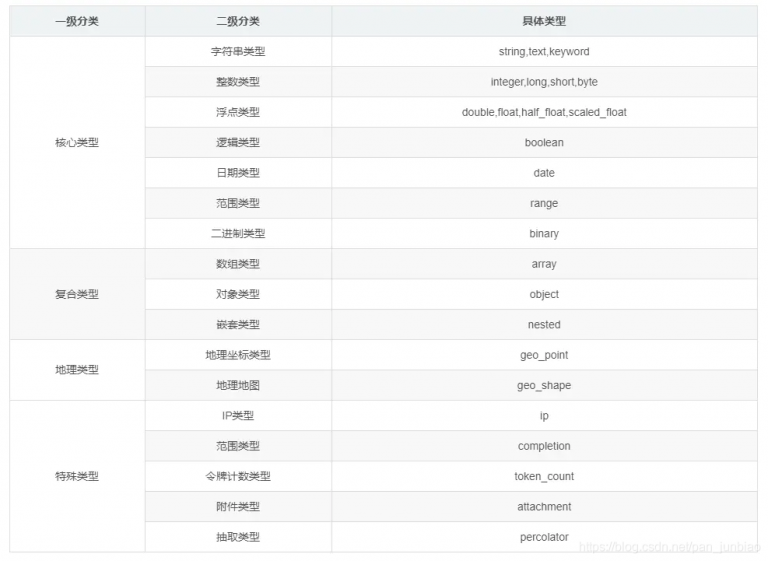 一级分类 二级分类 具体类型
字符串类型 string,text,keyword
整数类型 integer,long,short,byte
浮点类型 double,float,half_float,scaled_float
核心类型 逻辑类型 boolean
日期类型 date
范围类型 range
二进制类型 binary
数组类型 array
复合类型 对象类型 object
嵌套类型 nested
地理类型 地理坐标类型 geo_point
地理地图 geo_shape
IP类型 ip
范围类型 completion
特殊类型 令牌计数类型 token_count
附件类型 attachment
抽取类型 percolator
https://blog.csdn.net/pan_junbiao